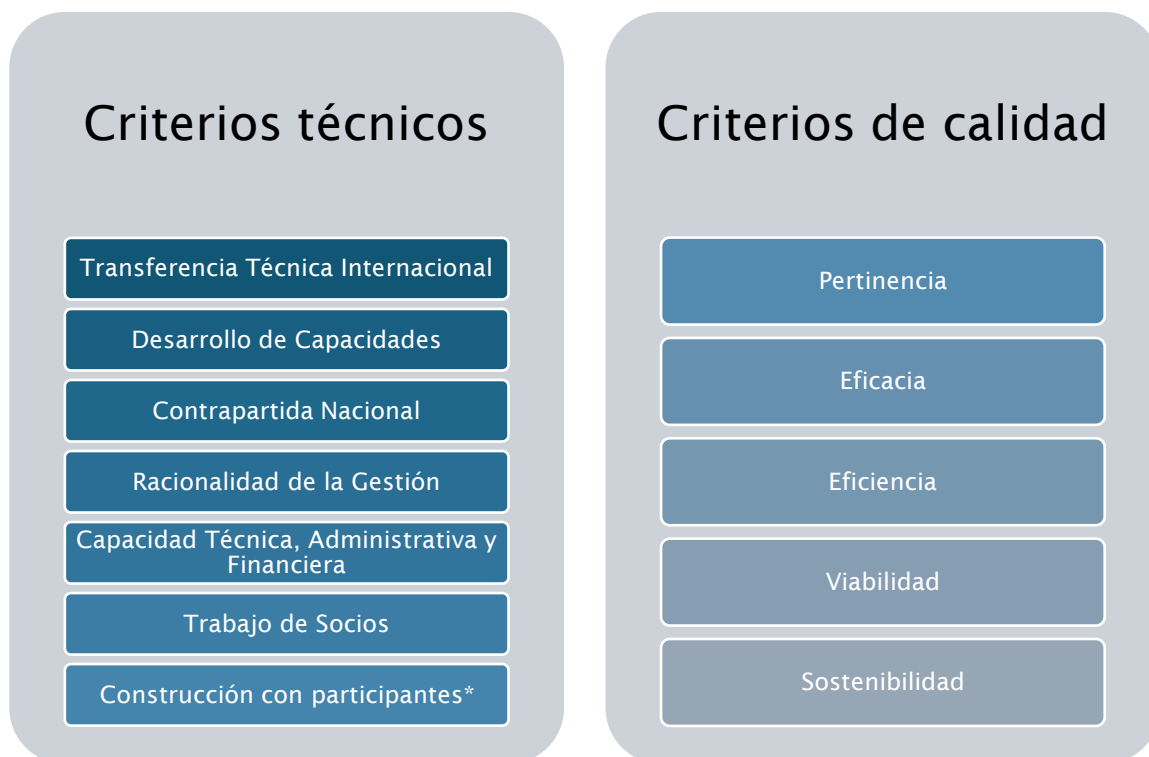 Criterios técnicos
Transferencia Técnica Internacional
Desarrollo de Capacidades
Contrapartida Nacional
Racionalidad de la Gestión
Capacidad Técnica, Administrativa y
Financiera
Trabajo de Socios
Construcción con participantes*
Criterios de calidad
Pertinencia
Eficacia
Eficiencia
Viabilidad
Sostenibilidad